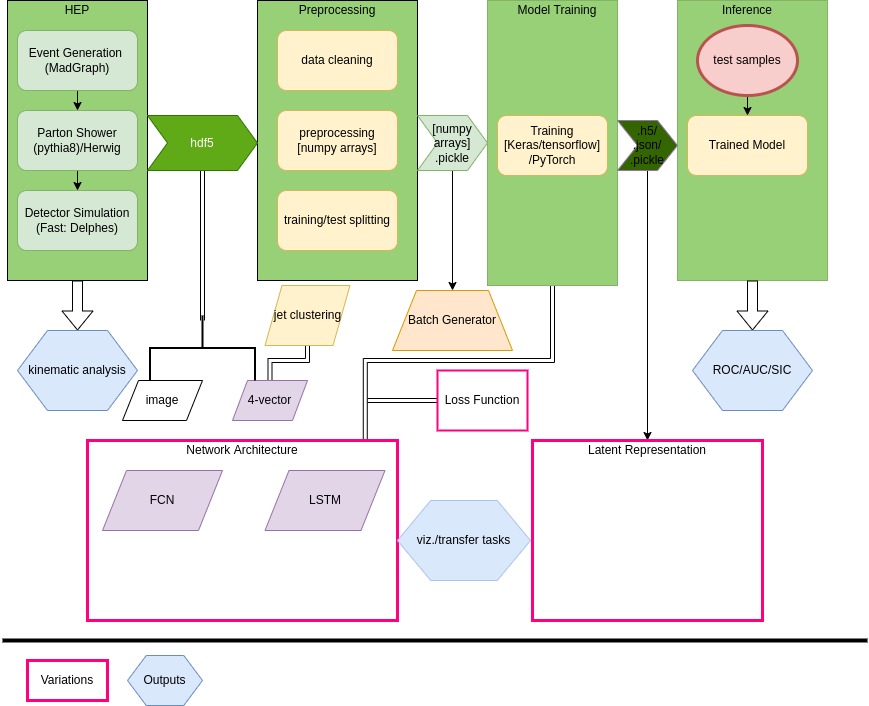 HEP
Event Generation
(MadGraph)
Parton Shower
(pythia8)/Herwig
Detector Simulation
(Fast: Delphes)
hdf5
Preprocessing
data cleaning
preprocessing
[numpy arrays]
training/test splitting
[numpy
arrays]
.pickle
Model Training
Training
[Keras/tensorflow]
/PyTorch
.h5/
.json/
.pickle
Inference
test samples
Trained Model
kinematic analysis
image
4-vector
jet clustering
Batch Generator
Loss Function
ROC/AUC/SIC
Network Architecture
FCN
LSTM
viz./transfer tasks
Latent Representation
Variations
Outputs